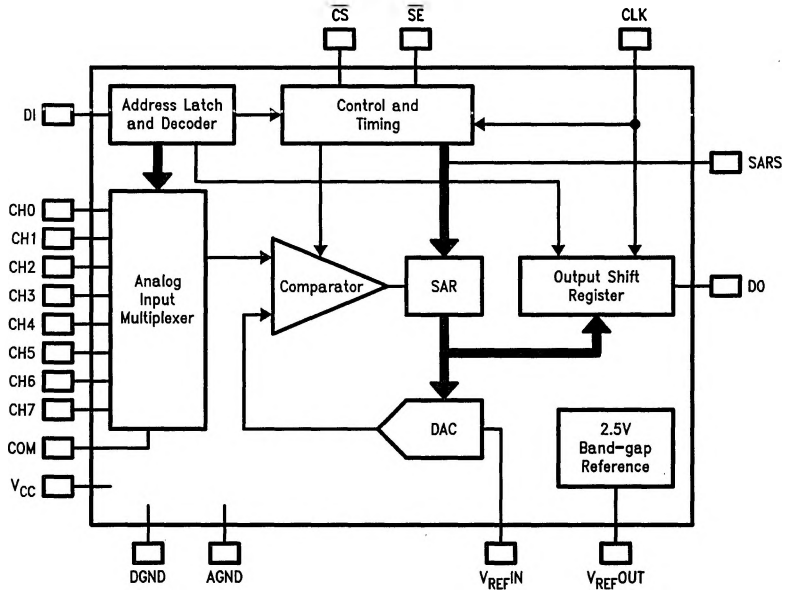 CS
SE
CLK
DI
Address Latch
and Decoder
Control and
Timing
SARS
CH0
CH1
CH2
CH3
CH4
CH5
CH6
CH7
COM
VCC
Analog
Input
Multiplexer
Comparator
SAR
Output Shift
Register
DO
DAC
2.5V
Band-gap
Reference
DGND
AGND
VREFIN
VREFOUT